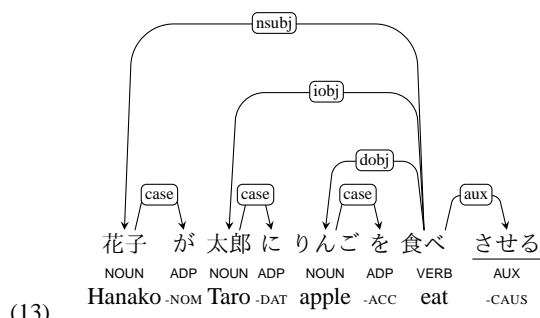 nsubj
iobj
dobj
case case case aux
花子 が 太郎 に りんご を 食べ させる
NOUN ADP NOUN ADP NOUN ADP VERB AUX
Hanako -NOM Taro -DAT apple -ACC eat -CAUS
(13)